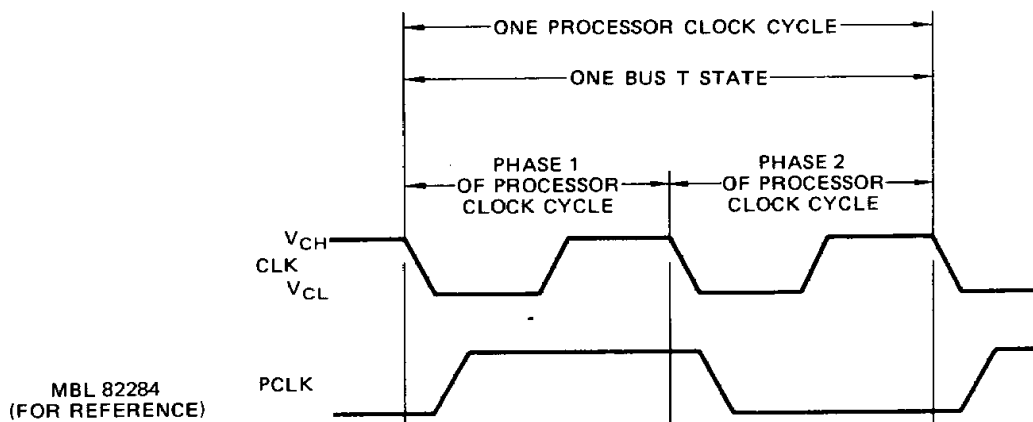 ONE PROCESSOR CLOCK CYCLE
ONE BUS T STATE
PHASE 1
OF PROCESSOR
CLOCK CYCLE
PHASE 2
OF PROCESSOR
CLOCK CYCLE
VCH
CLK
VCL
PCLK
MBL 82284
(FOR REFERENCE)